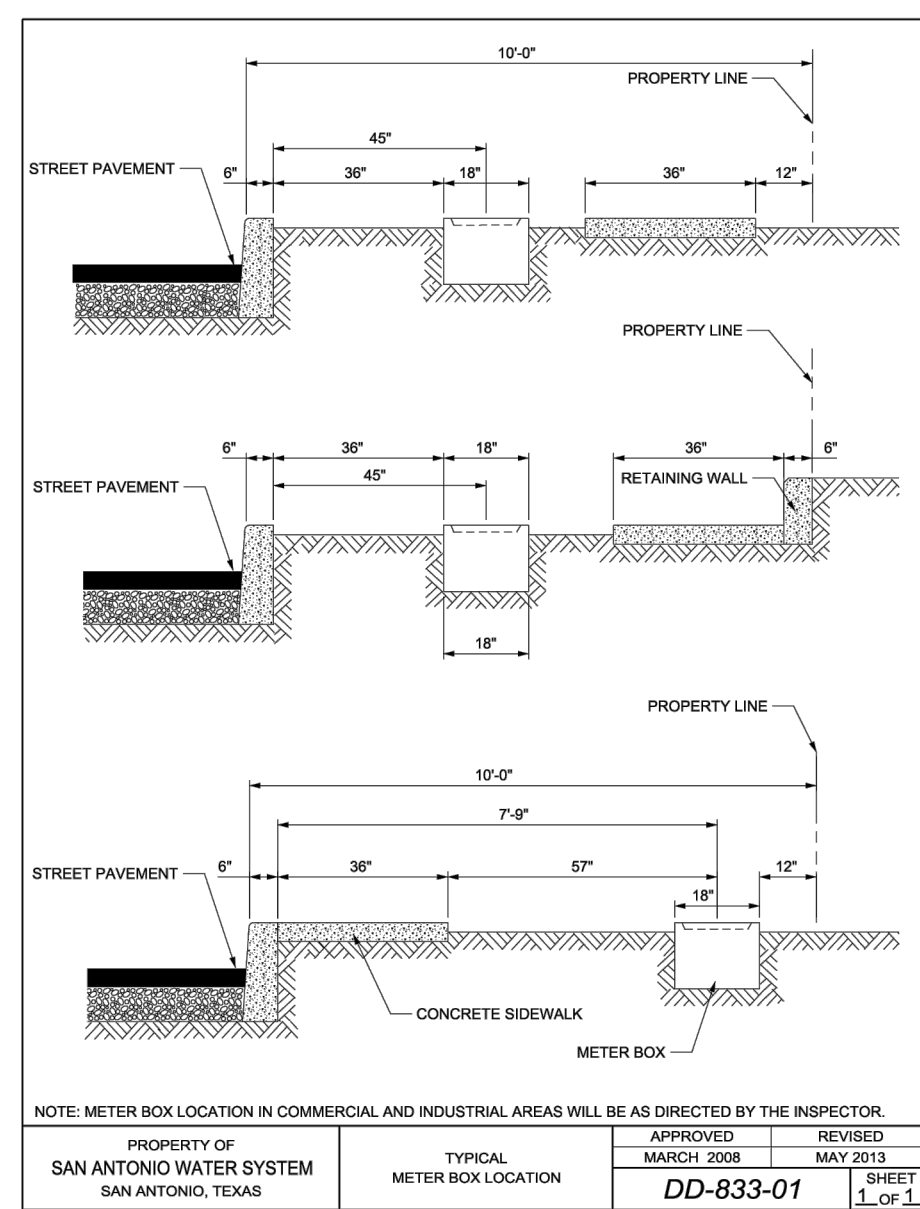 10'-0"
PROPERTY LINE
45"
STREET PAVEMENT
6"
36"
18"
36"
12"
PROPERTY LINE
6"
36"
18"
36"
6"
45"
RETAINING WALL
STREET PAVEMENT
18"
PROPERTY LINE
10'-0"
7'-9"
STREET PAVEMENT
6"
36"
57"
12"
18"
CONCRETE SIDEWALK
METER BOX
NOTE: METER BOX LOCATION IN COMMERCIAL AND INDUSTRIAL AREAS WILL BE AS DIRECTED BY THE INSPECTOR.
PROPERTY OF
SAN ANTONIO WATER SYSTEM
SAN ANTONIO, TEXAS
TYPICAL
METER BOX LOCATION
APPROVED
MARCH 2008
REVISED
MAY 2013
DD-833-01
SHEET
1 OF 1